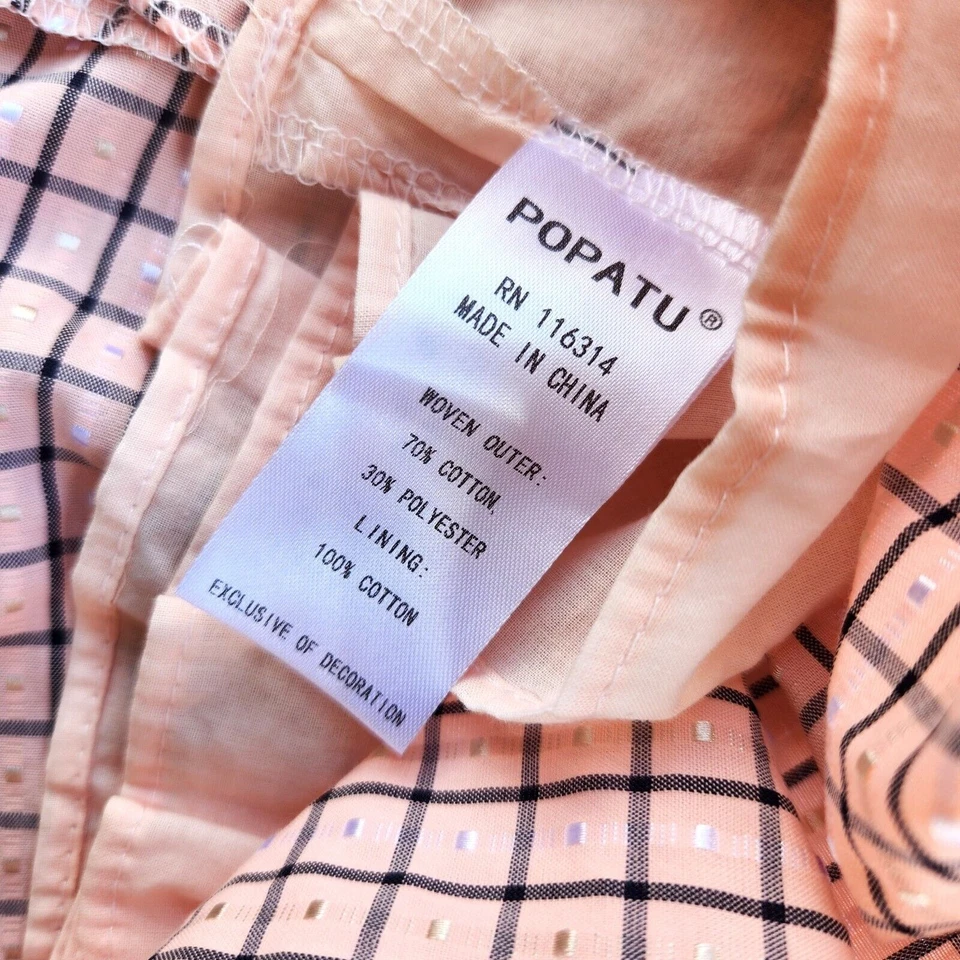 POPATU®
RN 116314
MADE IN CHINA
WOVEN OUTER:
70% COTTON,
30% POLYESTER
LINING:
100% COTTON
EXCLUSIVE OF DECORATION